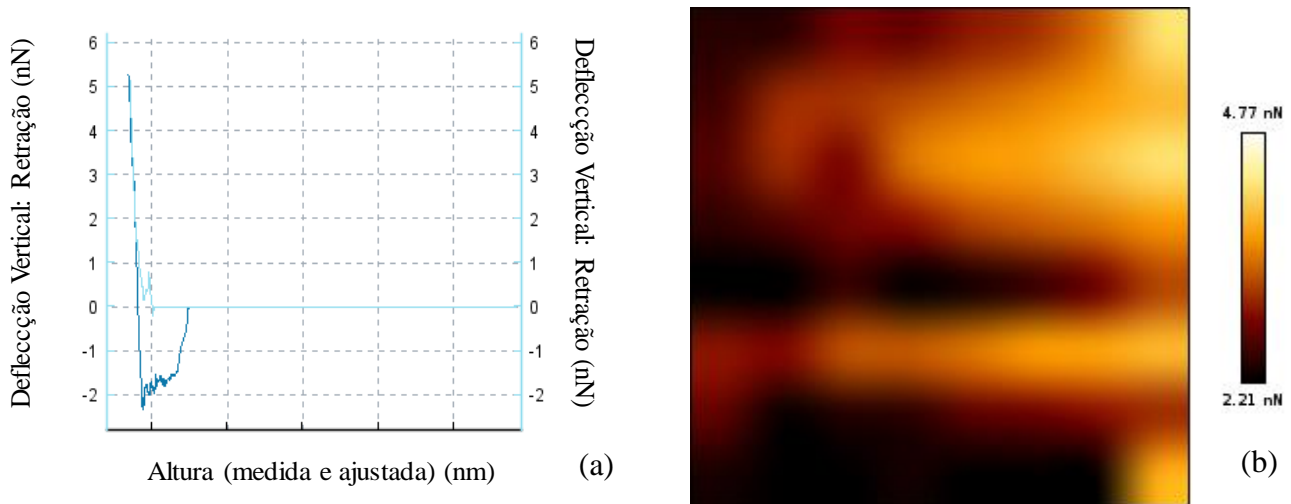 Defleccção Vertical: Retração (nN)
6
5
4
3
2
1
0
-1
-2
6
5
4
3
2
1
0
-1
-2
Defleccção Vertical: Retração (nN)
Altura (medida e ajustada) (nm)
(a)
4.77 nN
2.21 nN
(b)